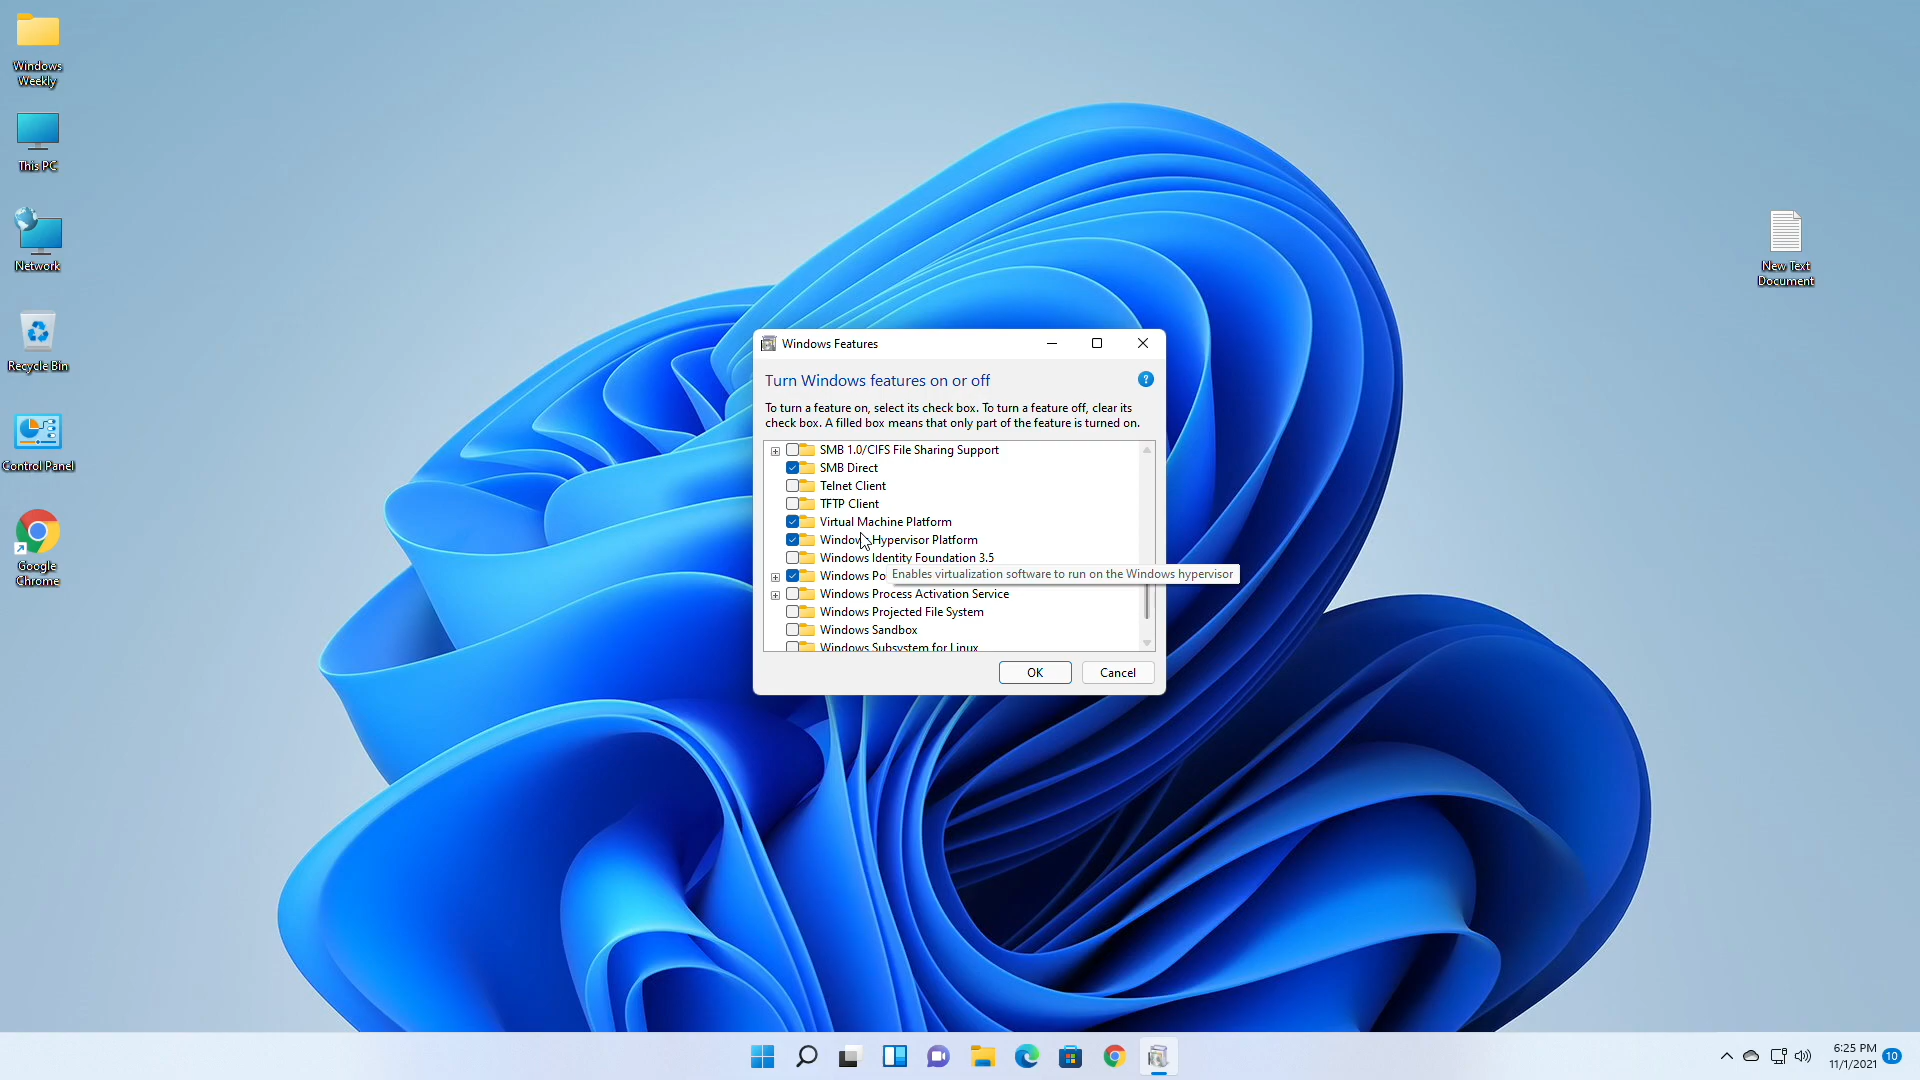 Windows
Weekly
This PC
Network
Recycle Bin
Control Panel
Google
Chrome
New Text
Document
Windows Features
Turn Windows features on or off
?
To turn a feature on, select its check box. To turn a feature off, clear its
check box. A filled box means that only part of the feature is turned on.
SMB 1.0/CIFS File Sharing Support
SMB Direct
Telnet Client
TFTP Client
Virtual Machine Platform
Windows Hypervisor Platform
Windows Identity Foundation 3.5
Windows Po
Enables virtualization software to run on the Windows hypervisor
Windows Process Activation Service
Windows Projected File System
Windows Sandbox
Windows Subsystem for Linux
OK
Cancel
6:25 PM
11/1/2021
10